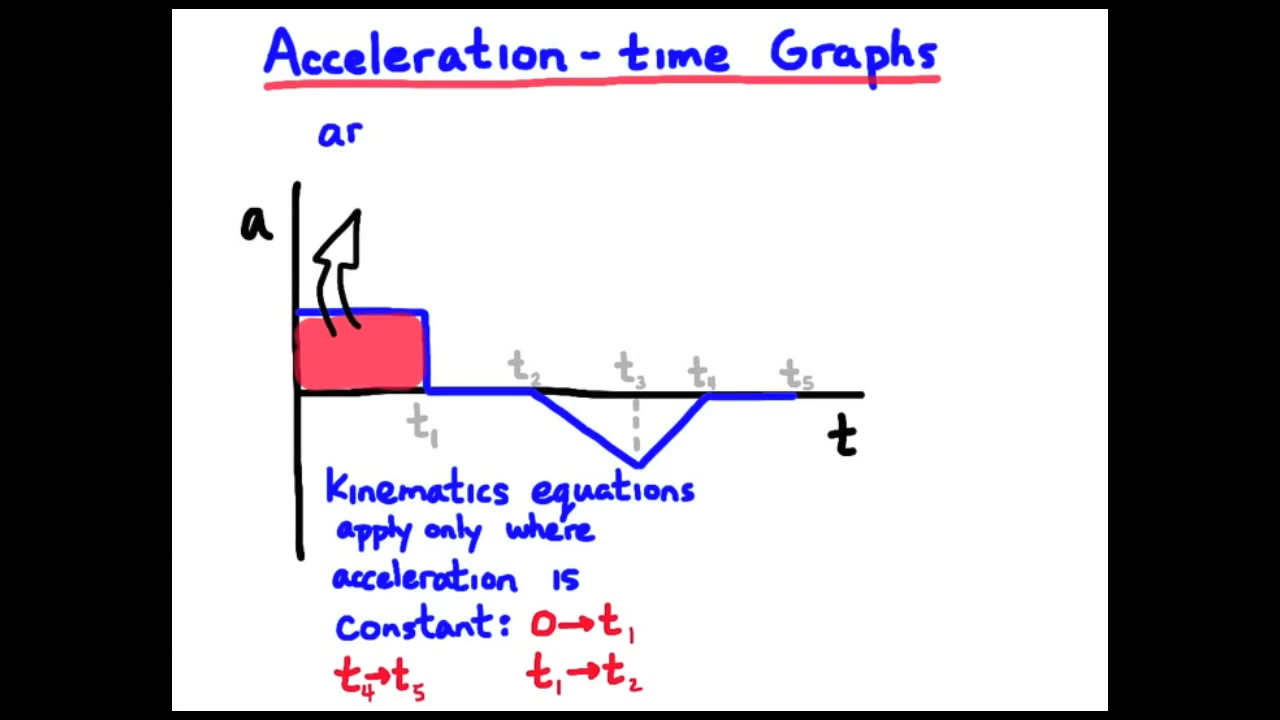 Acceleration-time Graphs
ar
a
t₂ t₃ t₄ t₅
t₁
t
Kinematics equations
apply only where
acceleration is
constant: 0→t₁
t₄→t₅ t₁→t₂